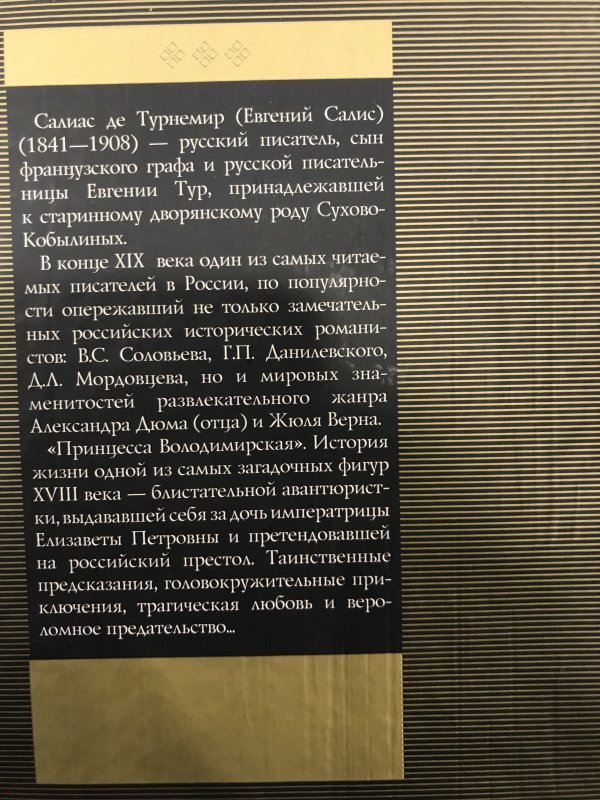 Салиас де Турнемир (Евгений Салис)
(1841—1908) — русский писатель, сын
французского графа и русской писатель-
ницы Евгении Тур, принадлежавшей
к старинному дворянскому роду Сухово-
Кобылиных.
В конце XIX века один из самых читае-
мых писателей в России, по популярно-
сти опережавший не только замечатель-
ных российских исторических романи-
стов: В.С. Соловьева, Г.П. Данилевского,
Д.Л. Мордовцева, но и мировых зна-
менитостей развлекательного жанра
Александра Дюма (отца) и Жюля Верна.
«Принцесса Володимирская». История
жизни одной из самых загадочных фигур
XVIII века — блистательной авантюрист-
ки, выдававшей себя за дочь императрицы
Елизаветы Петровны и претендовавшей
на российский престол. Таинственные
предсказания, головокружительные при-
ключения, трагическая любовь и веро-
ломное предательство...